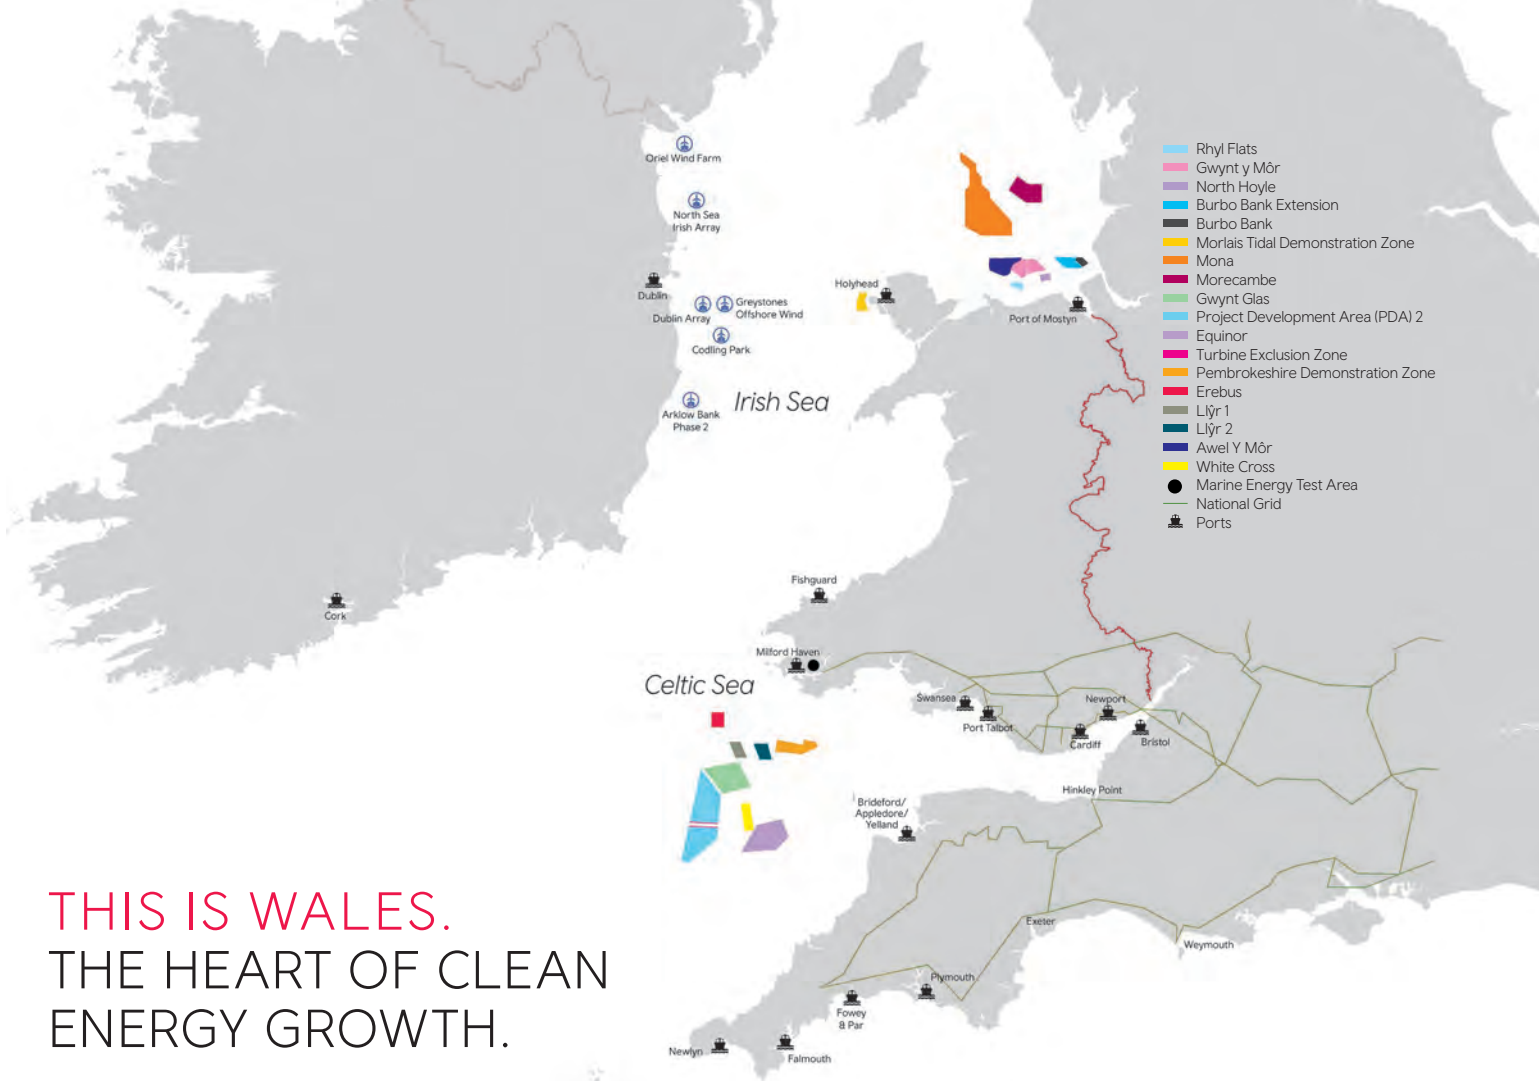 Oriel Wind Farm
North Sea
Irish Array
Dublin
Dublin Array
Greystones
Offshore Wind
Codling Park
Arklow Bank
Phase 2
Irish Sea
Holyhead
Port of Mostyn
Rhyl Flats
Gwynt y Môr
North Hoyle
Burbo Bank Extension
Burbo Bank
Morlais Tidal Demonstration Zone
Mona
Morecambe
Gwynt Glas
Project Development Area (PDA) 2
Equinor
Turbine Exclusion Zone
Pembrokeshire Demonstration Zone
Erebus
Llŷr 1
Llŷr 2
Awel Y Môr
White Cross
Marine Energy Test Area
National Grid
Ports
Cork
Fishguard
Milford Haven
Celtic Sea
Swansea
Port Talbot
Newport
Cardiff
Bristol
Hinkley Point
Brideford/
Appledore/
Yelland
Exeter
Weymouth
Plymouth
Fowey
& Par
Newlyn
Falmouth
THIS IS WALES.
THE HEART OF CLEAN
ENERGY GROWTH.